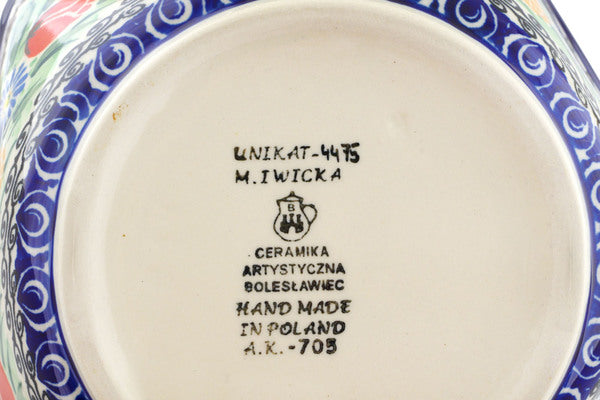 UNIKAT-4475
M. IWICKA
B
CERAMIKA
ARTYSTYCZNA
BOLESŁAWIEC
HAND MADE
IN POLAND
A.K. -705